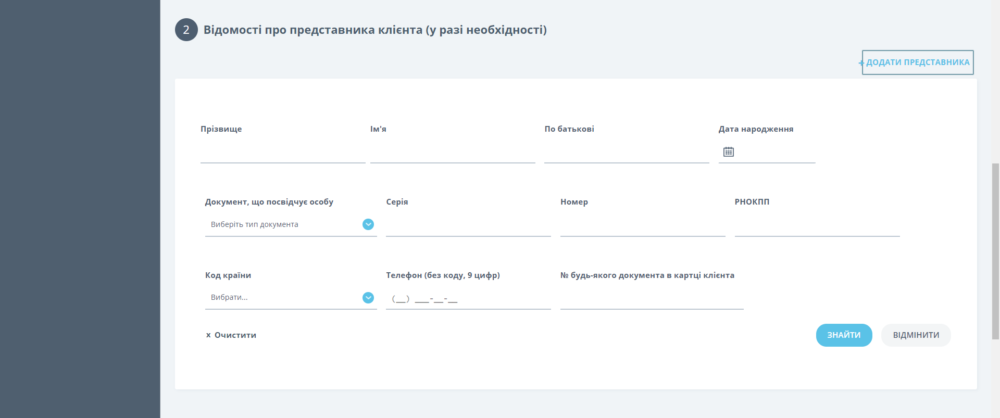 2 Відомості про представника клієнта (у разі необхідності)
+ ДОДАТИ ПРЕДСТАВНИКА
Прізвище Ім'я По батькові Дата народження
Документ, що посвідчує особу Серія Номер РНОКПП
Виберіть тип документа
Код країни Телефон (без коду, 9 цифр) № будь-якого документа в картці клієнта
Вибрати... (__) ___-__-__
x Очистити ЗНАЙТИ ВІДМІНИТИ